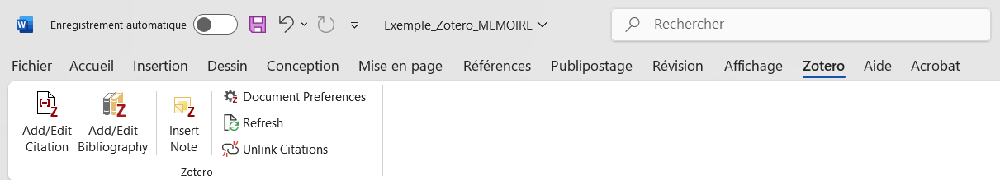 Enregistrement automatique Exemple_Zotero_MEMOIRE Rechercher
Fichier Accueil Insertion Dessin Conception Mise en page Références Publipostage Révision Affichage Zotero Aide Acrobat
Add/Edit
Citation
Add/Edit
Bibliography
Insert
Note
Document Preferences
Refresh
Unlink Citations
Zotero